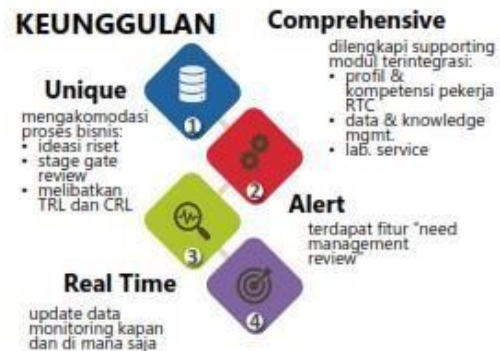 KEUNGGULAN
Unique
mengakomodasi
proses bisnis:
• ideasi riset
• stage gate
review
• melibatkan
TRL dan CRL
1
Comprehensive
dilengkapi supporting
modul terintegrasi:
• profil &
kompetensi pekerja
RTC
• data & knowledge
mgmt.
• lab. service
2
Real Time
update data
monitoring kapan
dan di mana saja
3
Alert
terdapat fitur "need
management
review"
4